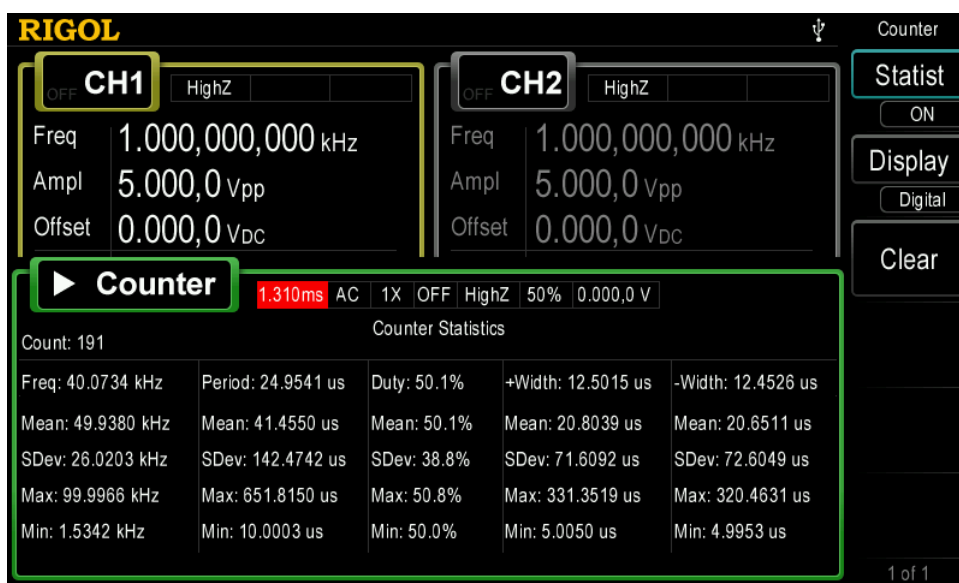 RIGOL Counter
OFF CH1 HighZ OFF CH2 HighZ Statist
ON
Freq 1.000,000,000 kHz Freq 1.000,000,000 kHz
Display
Ampl 5.000,0 Vpp Ampl 5.000,0 Vpp
Digital
Offset 0.000,0 VDC Offset 0.000,0 VDC
Clear
Counter 1.310ms AC 1X OFF HighZ 50% 0.000,0 V
Counter Statistics
Count: 191
Freq: 40.0734 kHz Period: 24.9541 us Duty: 50.1% +Width: 12.5015 us -Width: 12.4526 us
Mean: 49.9380 kHz Mean: 41.4550 us Mean: 50.1% Mean: 20.8039 us Mean: 20.6511 us
SDev: 26.0203 kHz SDev: 142.4742 us SDev: 38.8% SDev: 71.6092 us SDev: 72.6049 us
Max: 99.9966 kHz Max: 651.8150 us Max: 50.8% Max: 331.3519 us Max: 320.4631 us
Min: 1.5342 kHz Min: 10.0003 us Min: 50.0% Min: 5.0050 us Min: 4.9953 us
1 of 1